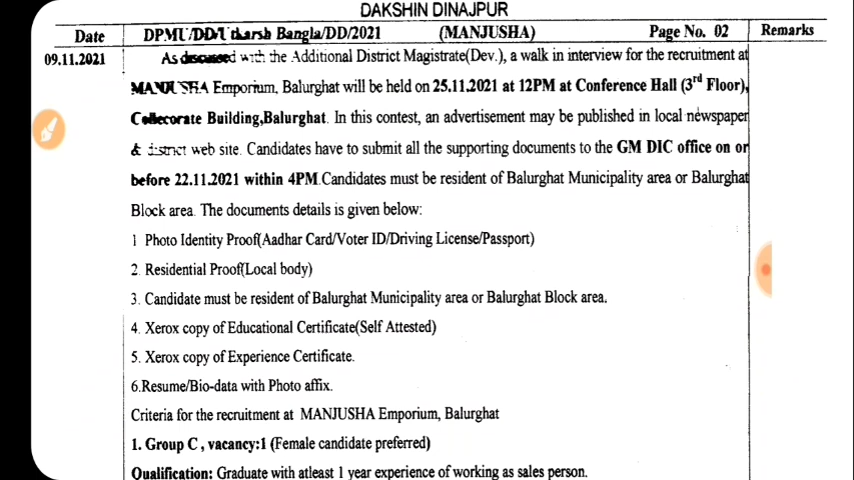 DAKSHIN DINAJPUR
Date DPMU/DD/Utkarsh Bangla/DD/2021 (MANJUSHA) Page No. 02 Remarks
09.11.2021 As discussed with the Additional District Magistrate(Dev.), a walk in interview for the recruitment at
MANJUSHA Emporium, Balurghat will be held on 25.11.2021 at 12PM at Conference Hall (3rd Floor),
Collecorate Building,Balurghat. In this contest, an advertisement may be published in local newspaper
& district web site. Candidates have to submit all the supporting documents to the GM DIC office on or
before 22.11.2021 within 4PM.Candidates must be resident of Balurghat Municipality area or Balurghat
Block area. The documents details is given below:
1 Photo Identity Proof(Aadhar Card/Voter ID/Driving License/Passport)
2. Residential Proof(Local body)
3. Candidate must be resident of Balurghat Municipality area or Balurghat Block area.
4. Xerox copy of Educational Certificate(Self Attested)
5. Xerox copy of Experience Certificate.
6.Resume/Bio-data with Photo affix.
Criteria for the recruitment at MANJUSHA Emporium, Balurghat
1. Group C , vacancy:1 (Female candidate preferred)
Qualification: Graduate with atleast 1 year experience of working as sales person.